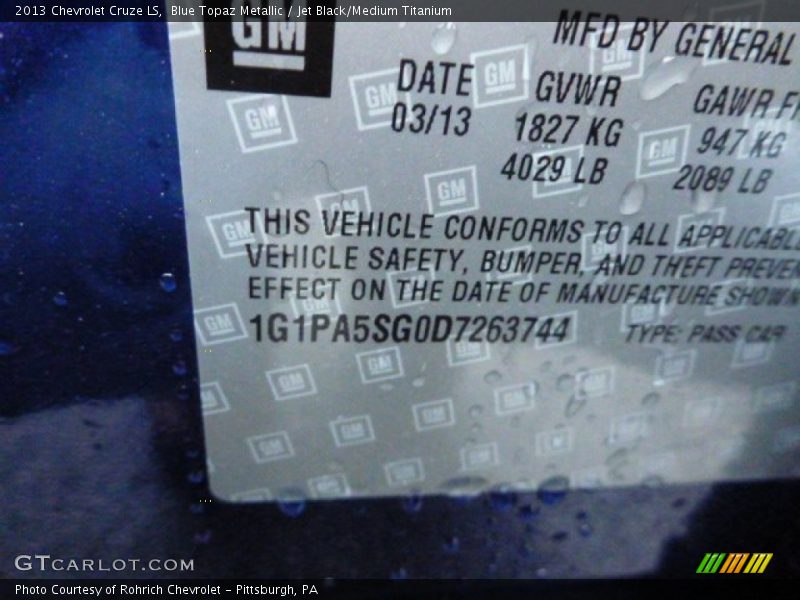 2013 Chevrolet Cruze LS, Blue Topaz Metallic / Jet Black/Medium Titanium
GM
MFD BY GENERAL
DATE GVWR GAWR
03/13 1827 KG 947 KG
4029 LB 2089 LB
THIS VEHICLE CONFORMS TO ALL APPLICABLE
VEHICLE SAFETY, BUMPER, AND THEFT PREVEN
EFFECT ON THE DATE OF MANUFACTURE SHOWN
1G1PA5SG0D7263744 TYPE: PASS CAR
GTCARLOT.COM
Photo Courtesy of Rohrich Chevrolet - Pittsburgh, PA